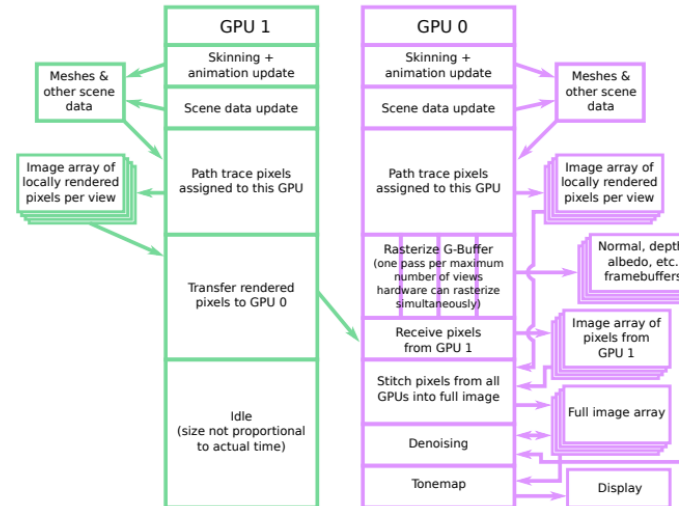 GPU 1
Skinning +
animation update
Scene data update
Path trace pixels
assigned to this GPU
Transfer rendered
pixels to GPU 0
Idle
(size not proportional
to actual time)
Meshes &
other scene
data
Image array of
locally rendered
pixels per view
GPU 0
Skinning +
animation update
Scene data update
Path trace pixels
assigned to this GPU
Rasterize G-Buffer
(one pass per maximum
number of views
hardware can rasterize
simultaneously)
Receive pixels
from GPU 1
Stitch pixels from all
GPUs into full image
Denoising
Tonemap
Meshes &
other scene
data
Image array of
locally rendered
pixels per view
Normal, depth
albedo, etc.
framebuffers
Image array of
pixels from
GPU 1
Full image array
Display